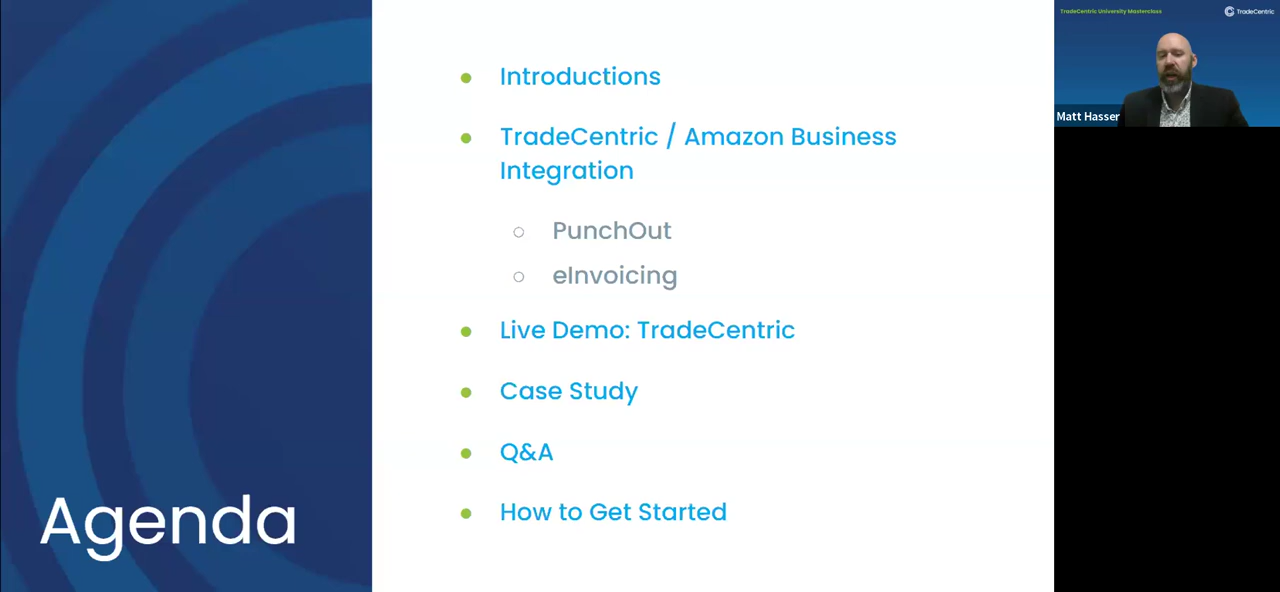 Agenda
Introductions
TradeCentric / Amazon Business
Integration
PunchOut
eInvoicing
Live Demo: TradeCentric
Case Study
Q&A
How to Get Started
TradeCentric University Masterclass
TradeCentric
Matt Hasser